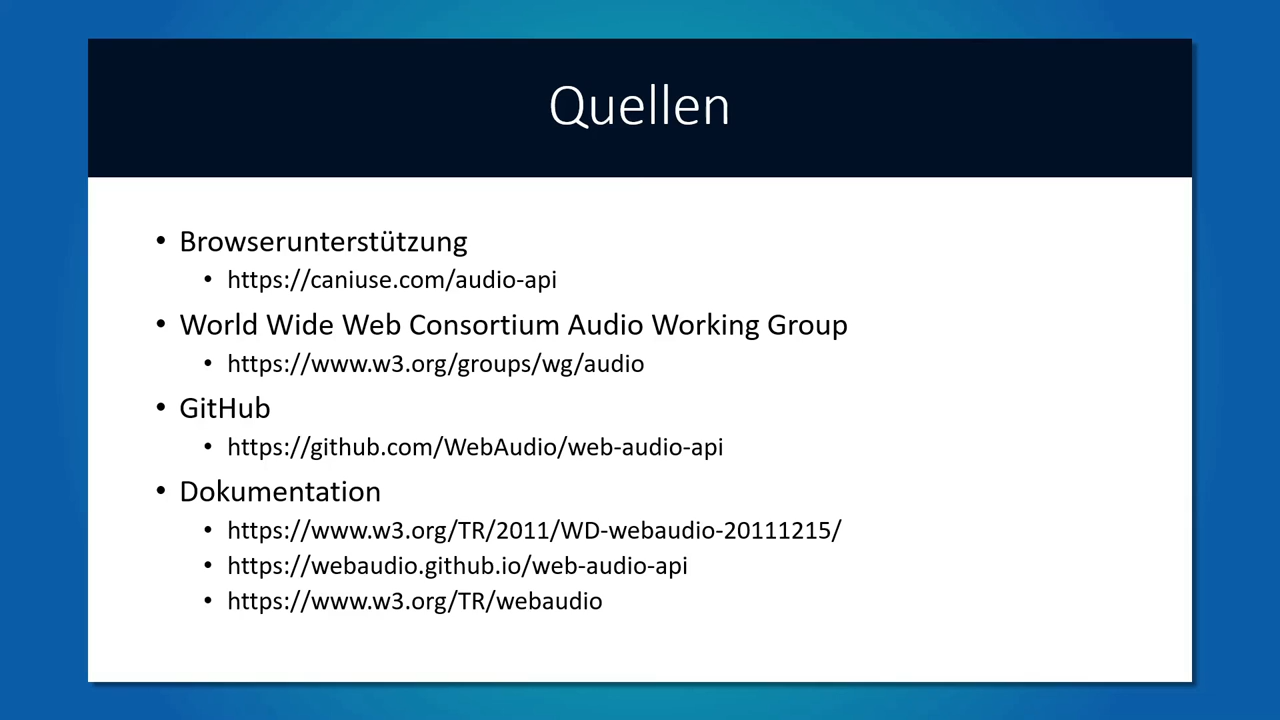 Quellen
• Browserunterstützung
• https://caniuse.com/audio-api
• World Wide Web Consortium Audio Working Group
• https://www.w3.org/groups/wg/audio
• GitHub
• https://github.com/WebAudio/web-audio-api
• Dokumentation
• https://www.w3.org/TR/2011/WD-webaudio-20111215/
• https://webaudio.github.io/web-audio-api
• https://www.w3.org/TR/webaudio